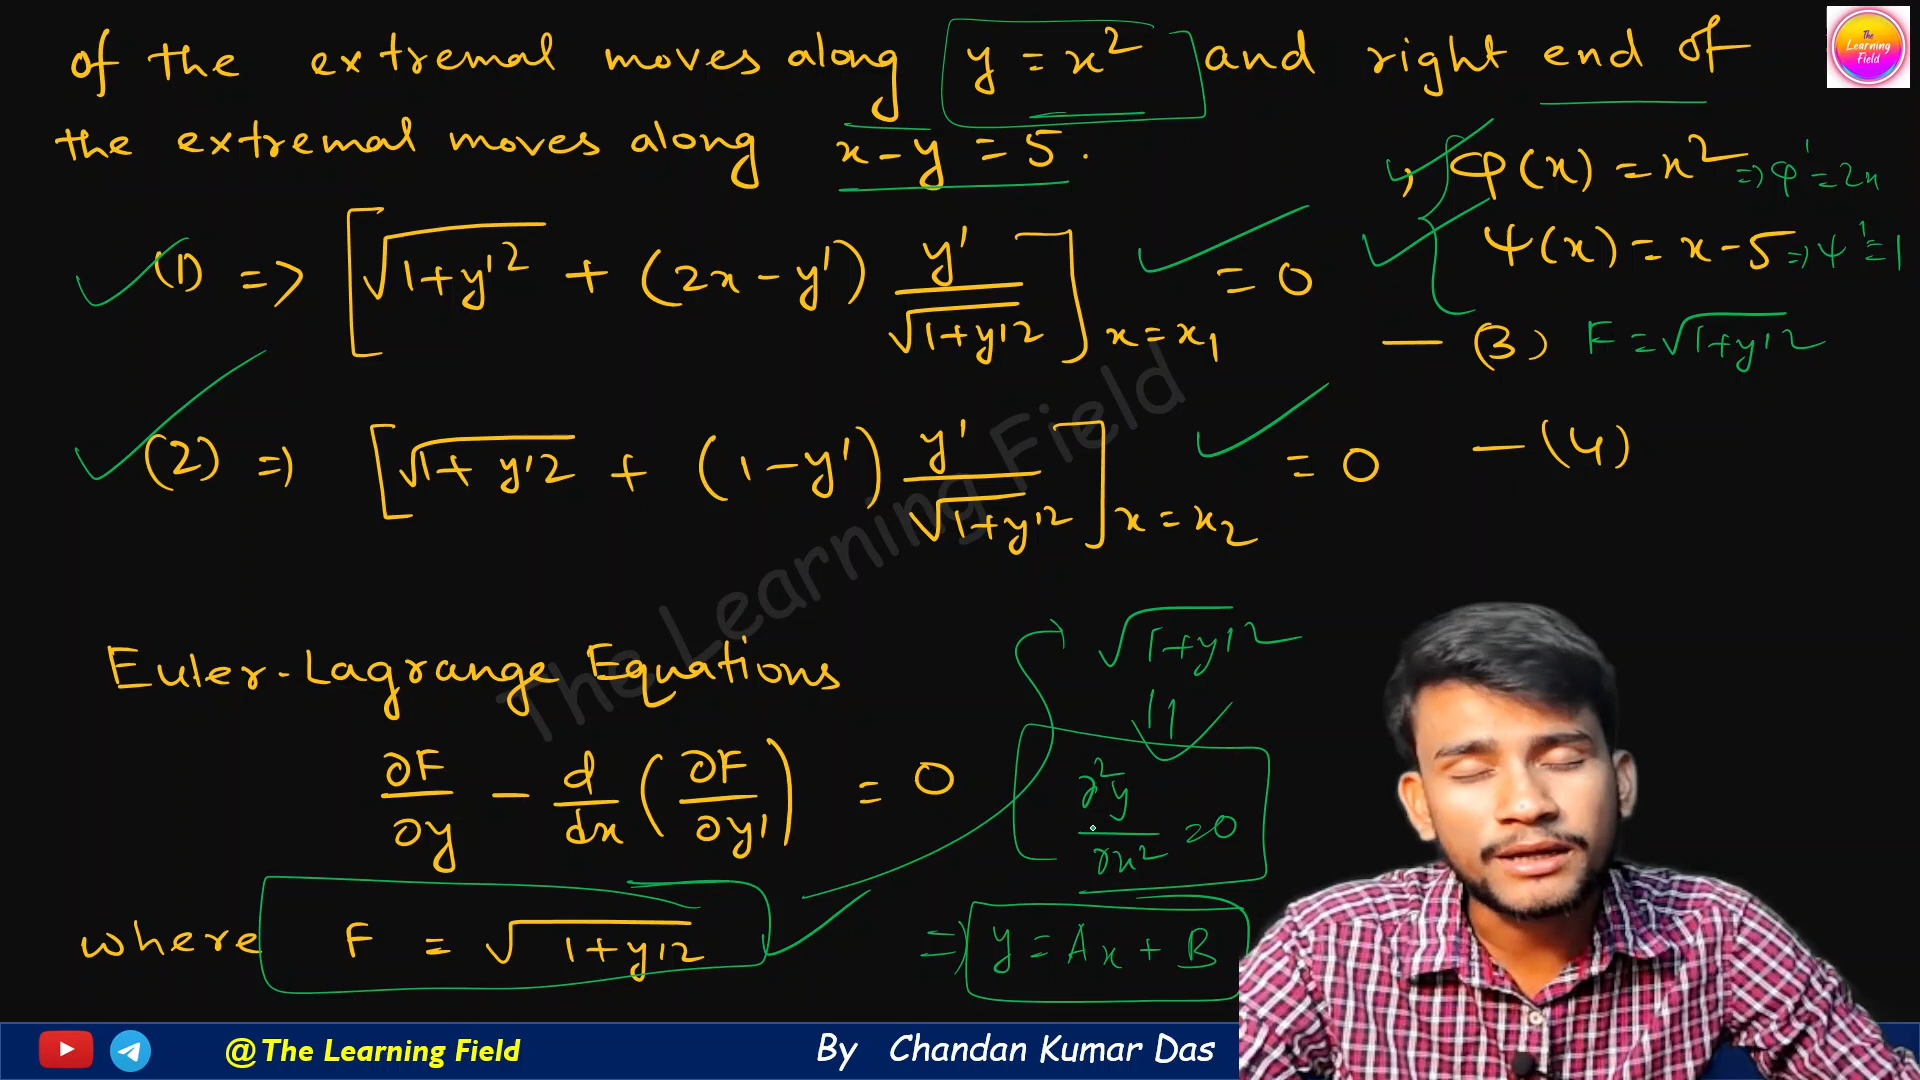 of the extremal moves along y = x² and right end of
the extremal moves along x - y = 5 .
, φ(x) = x² => φ' = 2x
ψ(x) = x - 5 => ψ' = 1
(1) => [√1+y'² + (2x - y') y'/√1+y'²] x = x₁ = 0 — (3)
F = √1+y'²
(2) => [√1+y'² + (1 - y') y'/√1+y'²] x = x₂ = 0 — (4)
Euler-Lagrange Equations
√1+y'²
∂F/∂y - d/dx (∂F/∂y') = 0
∂²y/∂x² = 0
where F = √1+y'²
=> y = Ax + B
The Learning Field
The Learning Field
@The Learning Field
By Chandan Kumar Das